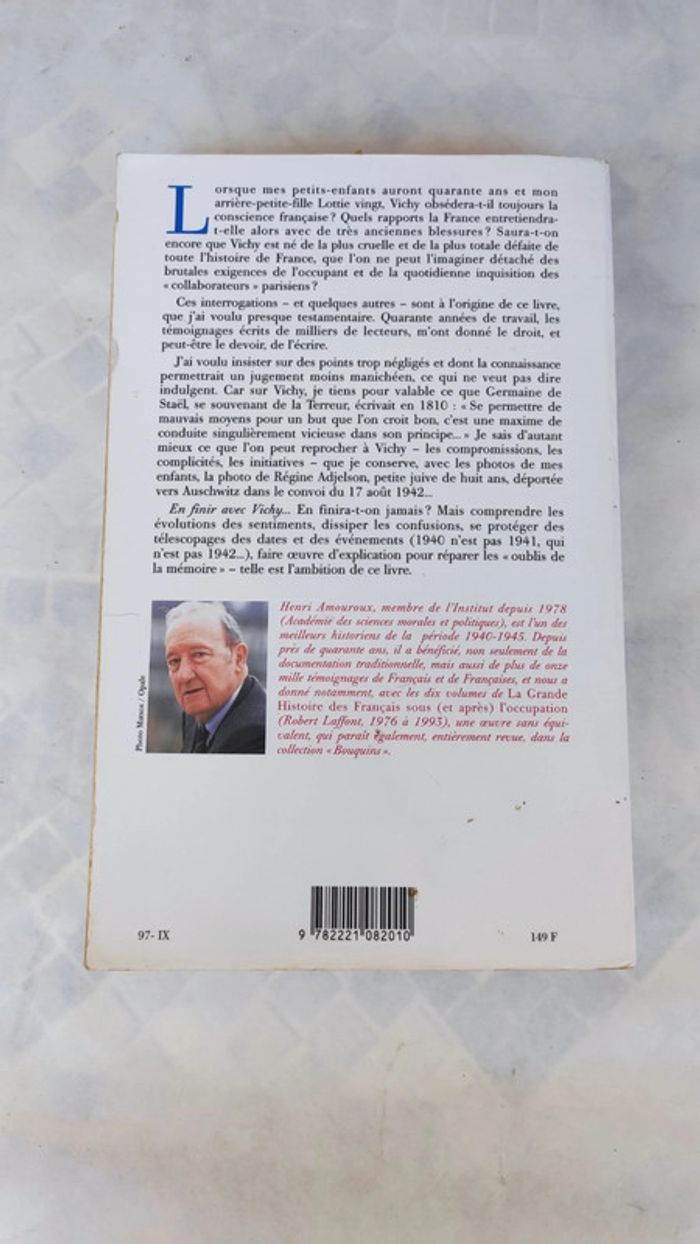 Lorsque mes petits-enfants auront quarante ans et mon
arrière-petite-fille Lottie vingt, Vichy obsédera-t-il toujours la
conscience française ? Quels rapports la France entretiendra-
t-elle alors avec de très anciennes blessures ? Saura-t-on
encore que Vichy est né de la plus cruelle et de la plus totale défaite de
toute l'histoire de France, que l'on ne peut l'imaginer détaché des
brutales exigences de l'occupant et de la quotidienne inquisition des
« collaborateurs » parisiens ?
Ces interrogations – et quelques autres – sont à l'origine de ce livre,
que j'ai voulu presque testamentaire. Quarante années de travail, les
témoignages écrits de milliers de lecteurs, m'ont donné le droit, et
peut-être le devoir, de l'écrire.
J'ai voulu insister sur des points trop négligés et dont la connaissance
permettrait un jugement moins manichéen, ce qui ne veut pas dire
indulgent. Car sur Vichy, je tiens pour valable ce que Germaine de
Staël, se souvenant de la Terreur, écrivait en 1810 : « Se permettre de
mauvais moyens pour un but que l'on croit bon, c'est une maxime de
conduite singulièrement vicieuse dans son principe... » Je sais d'autant
mieux ce que l'on peut reprocher à Vichy – les compromissions, les
complicités, les initiatives – que je conserve, avec les photos de mes
enfants, la photo de Régine Adjelson, petite juive de huit ans, déportée
vers Auschwitz dans le convoi du 17 août 1942...
En finir avec Vichy... En finira-t-on jamais ? Mais comprendre les
évolutions des sentiments, dissiper les confusions, se protéger des
télescopages des dates et des événements (1940 n'est pas 1941, qui
n'est pas 1942...), faire œuvre d'explication pour réparer les « oublis de
la mémoire » – telle est l'ambition de ce livre.
Henri Amouroux, membre de l'Institut depuis 1978
(Académie des sciences morales et politiques), est l'un des
meilleurs historiens de la période 1940-1945. Depuis
près de quarante ans, il a bénéficié, non seulement de la
documentation traditionnelle, mais aussi de plus de onze
mille témoignages de Français et de Françaises, et nous a
donné notamment, avec les dix volumes de La Grande
Histoire des Français sous (et après) l'occupation
(Robert Laffont, 1976 à 1993), une œuvre sans équi-
valent, qui paraît également, entièrement revue, dans la
collection « Bouquins ».
Photo Matsas / Opale
97-IX
9 782221 082010
149 F